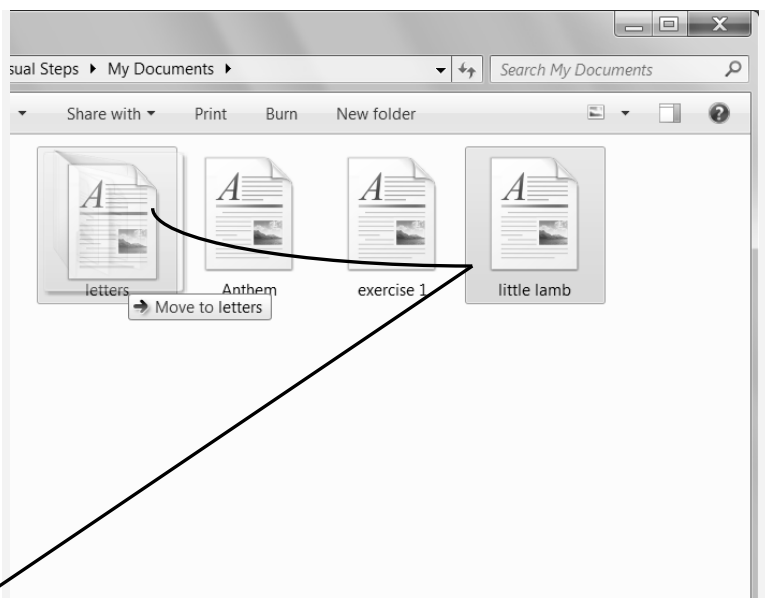 sual Steps ▸ My Documents ▸
Search My Documents
Share with
Print
Burn
New folder
letters
Anthem
exercise 1
little lamb
Move to letters